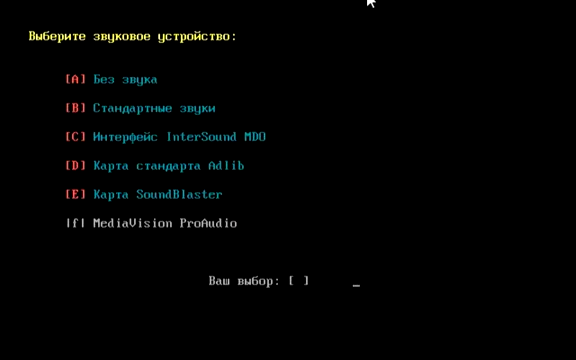 Выберите звуковое устройство:
[A] Без звука
[B] Стандартные звуки
[C] Интерфейс InterSound MDO
[D] Карта стандарта Adlib
[E] Карта SoundBlaster
|f| MediaVision ProAudio
Ваш выбор: [ ] _